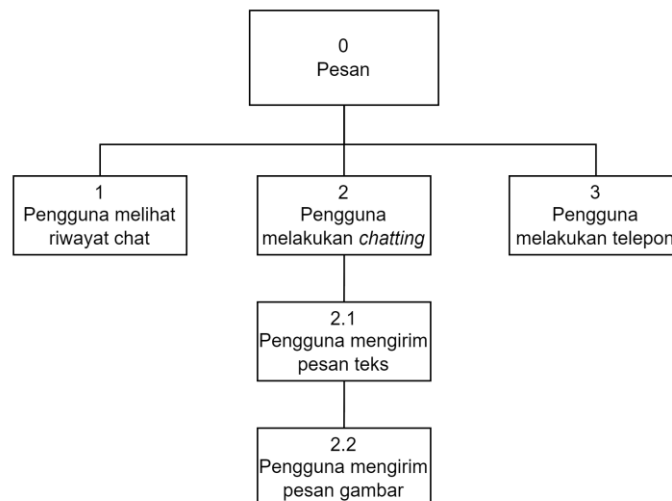 0
Pesan
1
Pengguna melihat
riwayat chat
2
Pengguna
melakukan chatting
3
Pengguna
melakukan telepon
2.1
Pengguna mengirim
pesan teks
2.2
Pengguna mengirim
pesan gambar